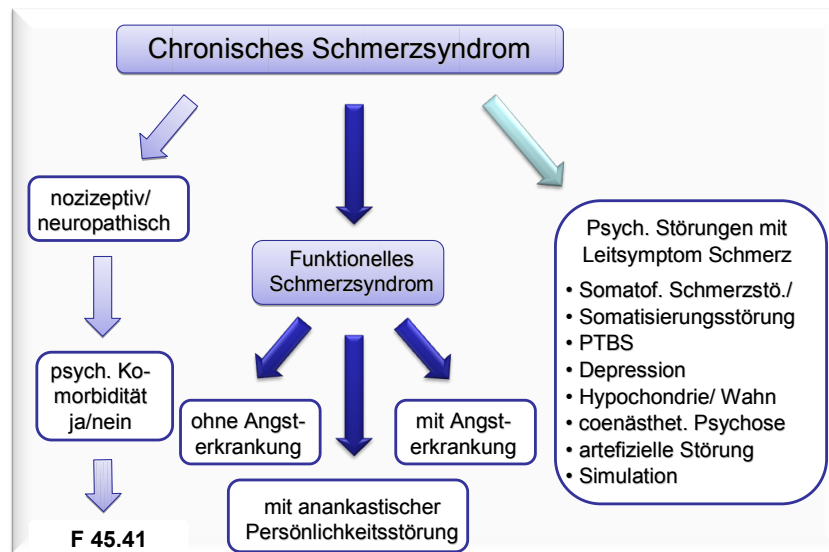 Chronisches Schmerzsyndrom
nozizeptiv/
neuropathisch
psych. Ko-
morbidität
ja/nein
F 45.41
Funktionelles
Schmerzsyndrom
ohne Angst-
erkrankung
mit anankastischer
Persönlichkeitsstörung
mit Angst-
erkrankung
Psych. Störungen mit
Leitsymptom Schmerz
• Somatof. Schmerzstö./
• Somatisierungsstörung
• PTBS
• Depression
• Hypochondrie/ Wahn
• coenästhet. Psychose
• artefizielle Störung
• Simulation